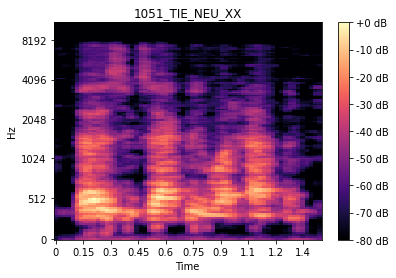 1051_TIE_NEU_XX
Hz
8192
4096
2048
1024
512
0
0 0.15 0.3 0.45 0.6 0.75 0.9 1.1 1.2 1.4
Time
+0 dB
-10 dB
-20 dB
-30 dB
-40 dB
-50 dB
-60 dB
-70 dB
-80 dB